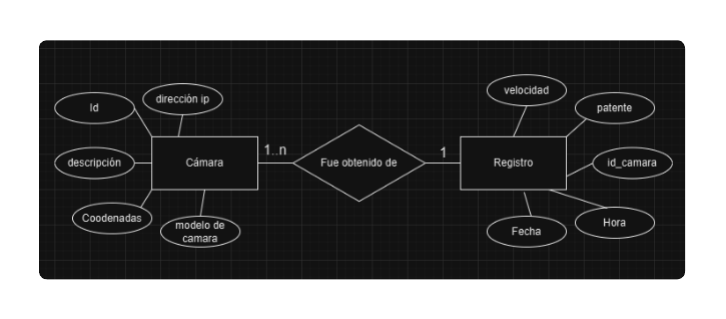 Id
dirección ip
descripción
Cámara
Coodenadas
modelo de
camara
1..n
Fue obtenido de
1
velocidad
patente
Registro
id_camara
Fecha
Hora